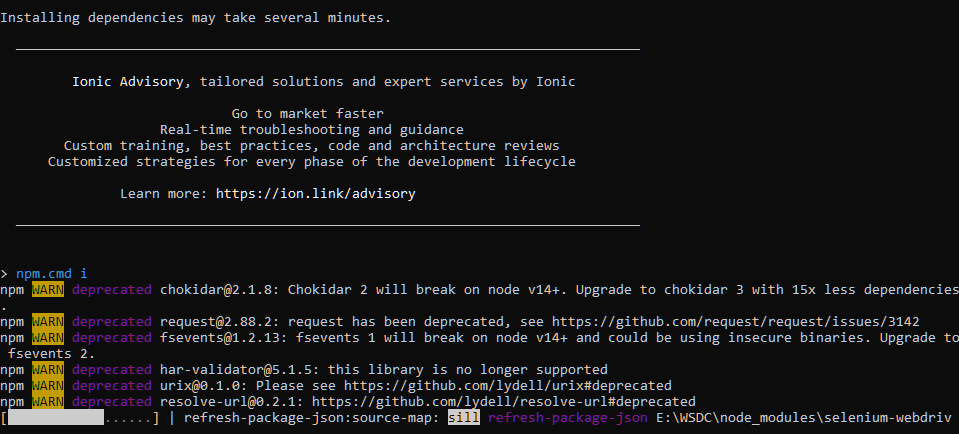 Installing dependencies may take several minutes.
Ionic Advisory, tailored solutions and expert services by Ionic
Go to market faster
Real-time troubleshooting and guidance
Custom training, best practices, code and architecture reviews
Customized strategies for every phase of the development lifecycle
Learn more: https://ion.link/advisory
> npm.cmd i
npm WARN deprecated chokidar@2.1.8: Chokidar 2 will break on node v14+. Upgrade to chokidar 3 with 15x less dependencies
.
npm WARN deprecated request@2.88.2: request has been deprecated, see https://github.com/request/request/issues/3142
npm WARN deprecated fsevents@1.2.13: fsevents 1 will break on node v14+ and could be using insecure binaries. Upgrade to
fsevents 2.
npm WARN deprecated har-validator@5.1.5: this library is no longer supported
npm WARN deprecated urix@0.1.0: Please see https://github.com/lydell/urix#deprecated
npm WARN deprecated resolve-url@0.2.1: https://github.com/lydell/resolve-url#deprecated
[            ......] | refresh-package-json:source-map: sill refresh-package-json E:\WSDC\node_modules\selenium-webdriv